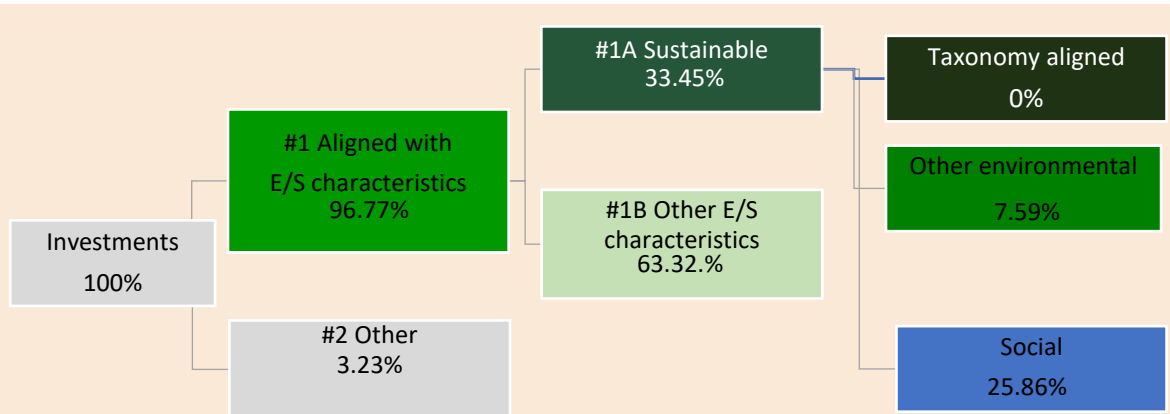 Investments
100%
#1 Aligned with
E/S characteristics
96.77%
#2 Other
3.23%
#1A Sustainable
33.45%
#1B Other E/S
characteristics
63.32.%
Taxonomy aligned
0%
Other environmental
7.59%
Social
25.86%